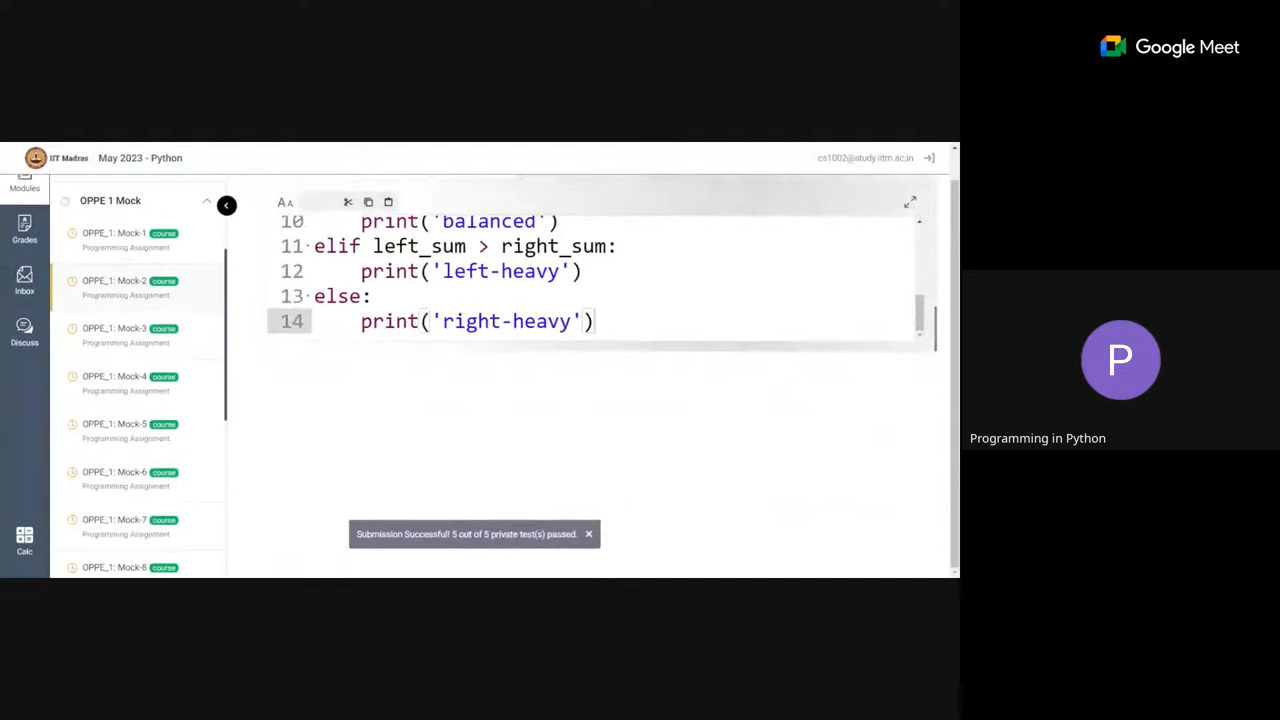 Google Meet
IIT Madras
May 2023 - Python
cs1002@study.iitm.ac.in
Modules
OPPE 1 Mock
Grades
Inbox
Discuss
Calc
OPPE_1: Mock-1 course
Programming Assignment
OPPE_1: Mock-2 course
Programming Assignment
OPPE_1: Mock-3 course
Programming Assignment
OPPE_1: Mock-4 course
Programming Assignment
OPPE_1: Mock-5 course
Programming Assignment
OPPE_1: Mock-6 course
Programming Assignment
OPPE_1: Mock-7 course
Programming Assignment
OPPE_1: Mock-8 course
AA
10 print('balanced')
11 elif left_sum > right_sum:
12 print('left-heavy')
13 else:
14 print('right-heavy')
Submission Successful! 5 out of 5 private test(s) passed. ×
P
Programming in Python